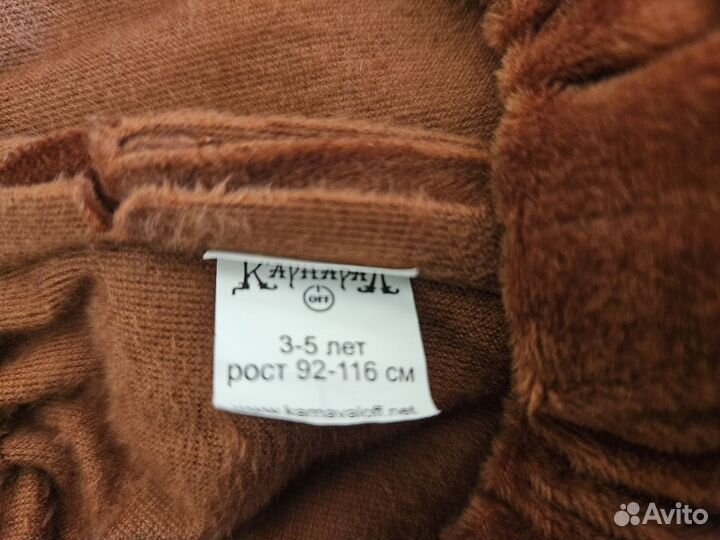 Карнавал
OFF
3-5 лет
рост 92-116 см
www.karnavaloff.net
Avito